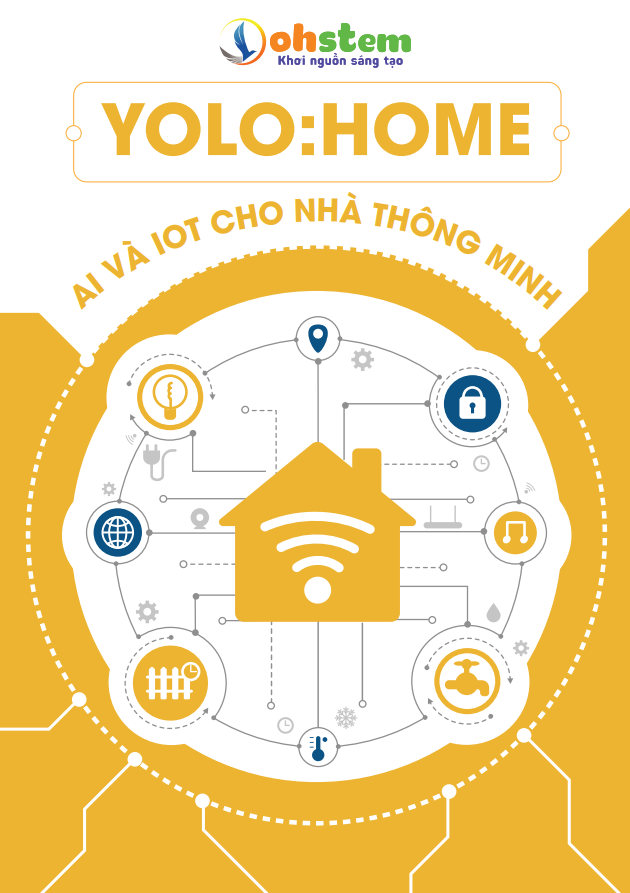 ohstem
Khơi nguồn sáng tạo
YOLO:HOME
AI VÀ IOT CHO NHÀ THÔNG MINH